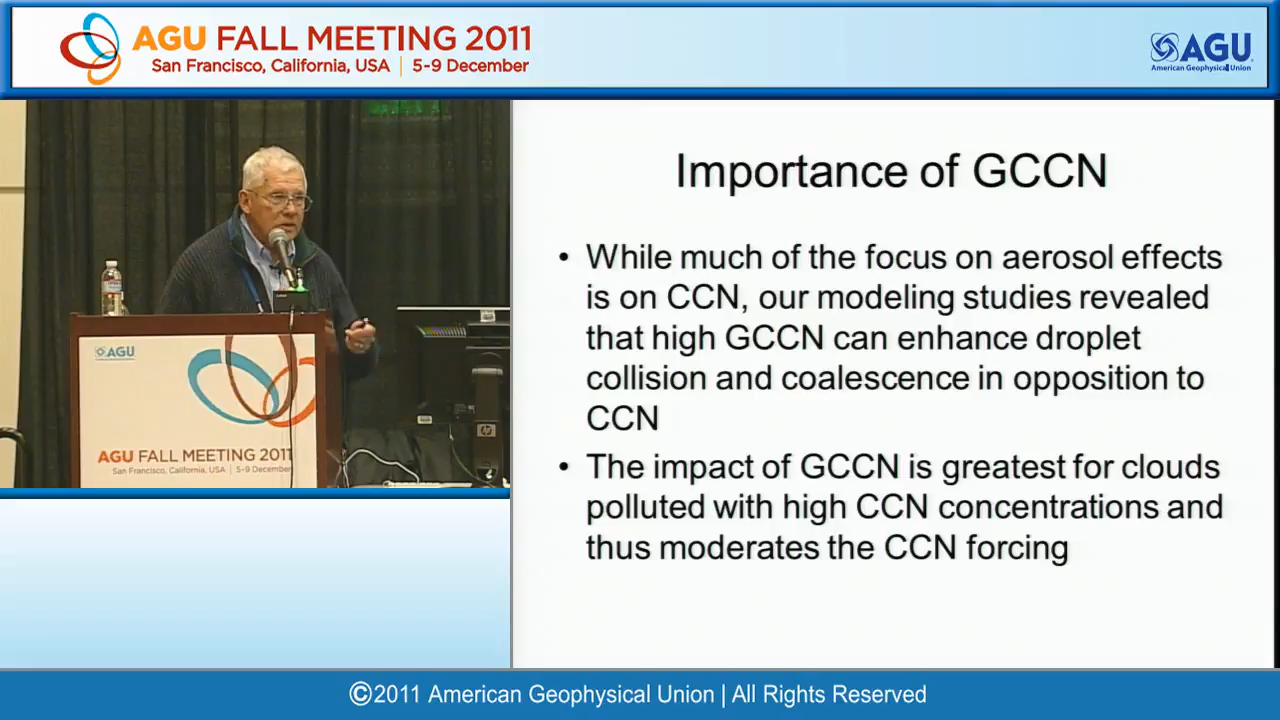 AGU FALL MEETING 2011
San Francisco, California, USA | 5-9 December
AGU
American Geophysical Union
Importance of GCCN
• While much of the focus on aerosol effects
is on CCN, our modeling studies revealed
that high GCCN can enhance droplet
collision and coalescence in opposition to
CCN
• The impact of GCCN is greatest for clouds
polluted with high CCN concentrations and
thus moderates the CCN forcing
AGU
AGU FALL MEETING 2011
San Francisco, California, USA | 5-9 December
hp
©2011 American Geophysical Union | All Rights Reserved